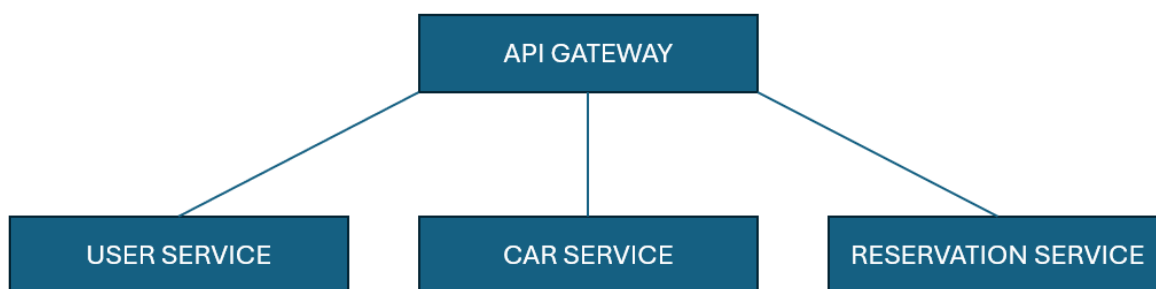 API GATEWAY
USER SERVICE
CAR SERVICE
RESERVATION SERVICE